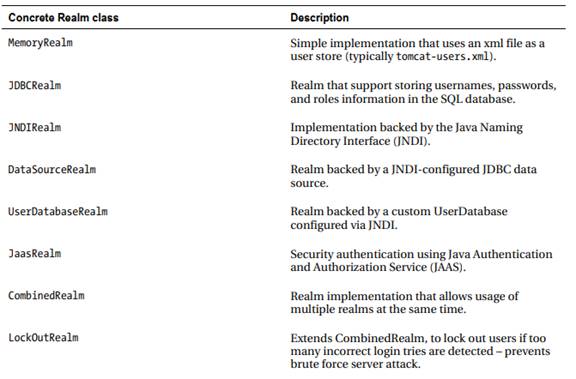 Concrete Realm class Description
MemoryRealm Simple implementation that uses an xml file as a
user store (typically tomcat-users.xml).
JDBCRealm Realm that support storing usernames, passwords,
and roles information in the SQL database.
JNDIRealm Implementation backed by the Java Naming
Directory Interface (JNDI).
DataSourceRealm Realm backed by a JNDI-configured JDBC data
source.
UserDatabaseRealm Realm backed by a custom UserDatabase
configured via JNDI.
JaasRealm Security authentication using Java Authentication
and Authorization Service (JAAS).
CombinedRealm Realm implementation that allows usage of
multiple realms at the same time.
LockOutRealm Extends CombinedRealm, to lock out users if too
many incorrect login tries are detected – prevents
brute force server attack.